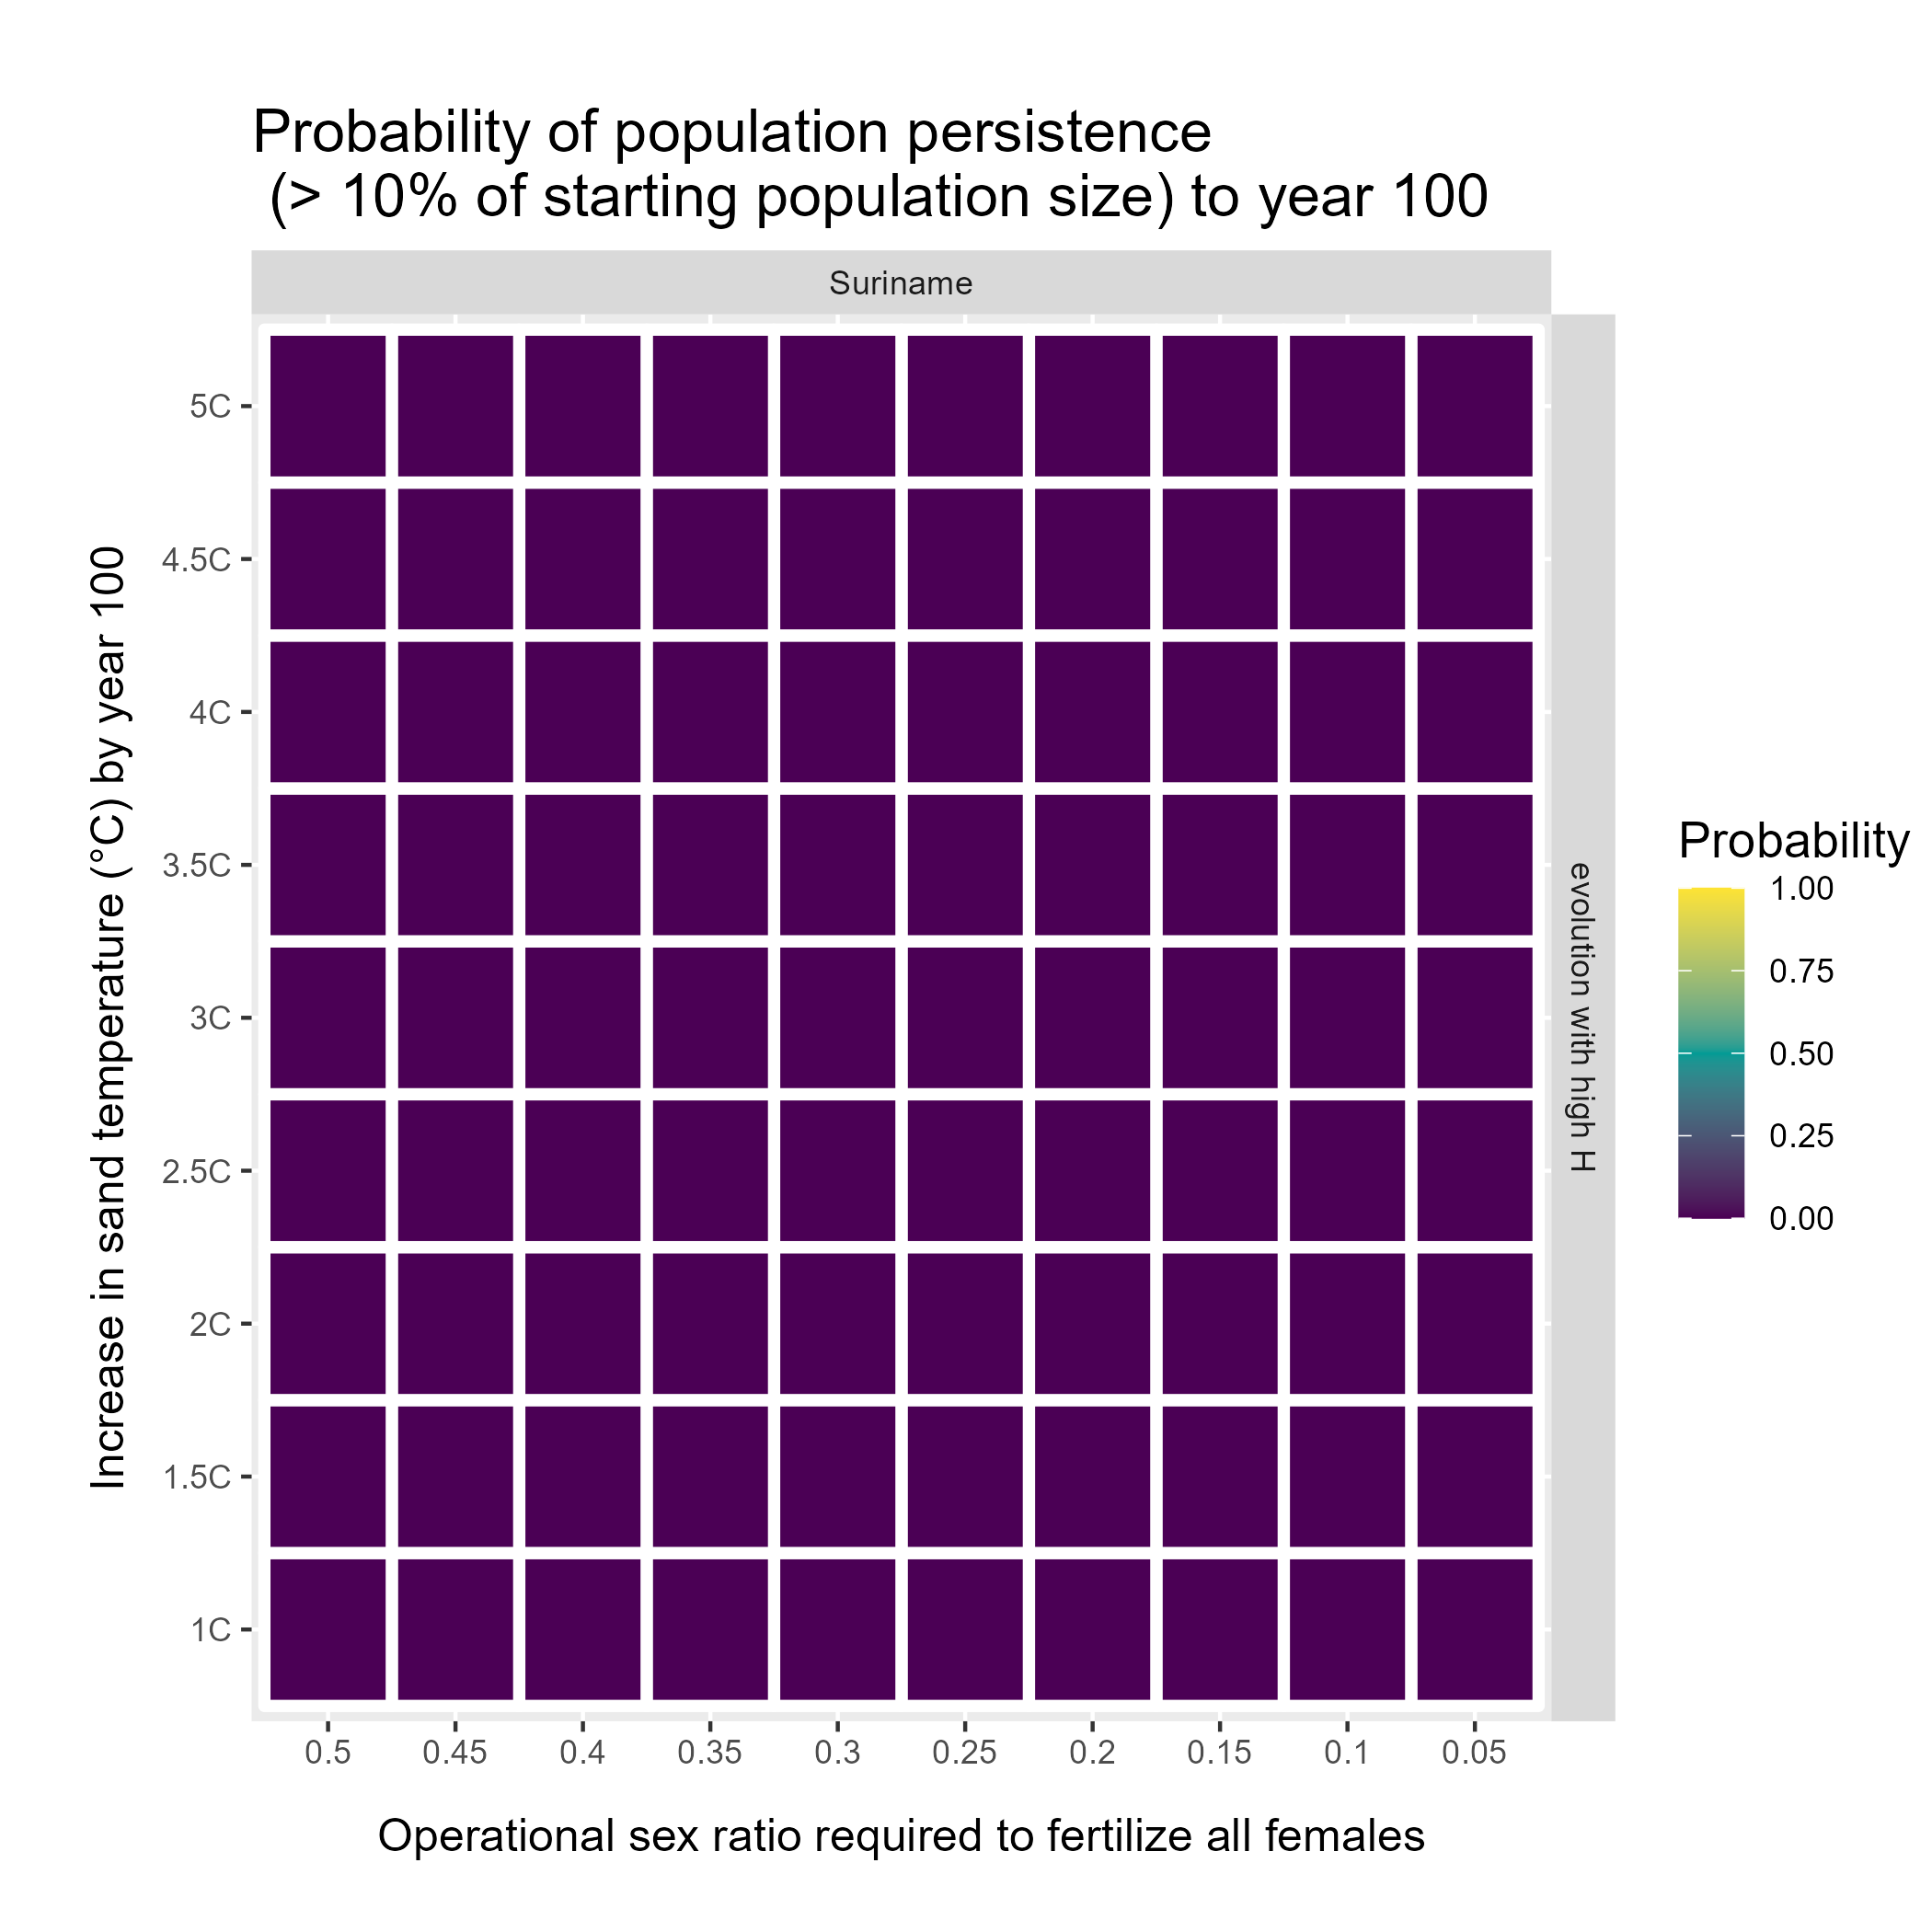 Probability of population persistence
(> 10% of starting population size) to year 100
Suriname
5C
4.5C
4C
3.5C
3C
2.5C
2C
1.5C
1C
Increase in sand temperature (°C) by year 100
evolution with high H
0.5
0.45
0.4
0.35
0.3
0.25
0.2
0.15
0.1
0.05
Operational sex ratio required to fertilize all females
Probability
1.00
0.75
0.50
0.25
0.00